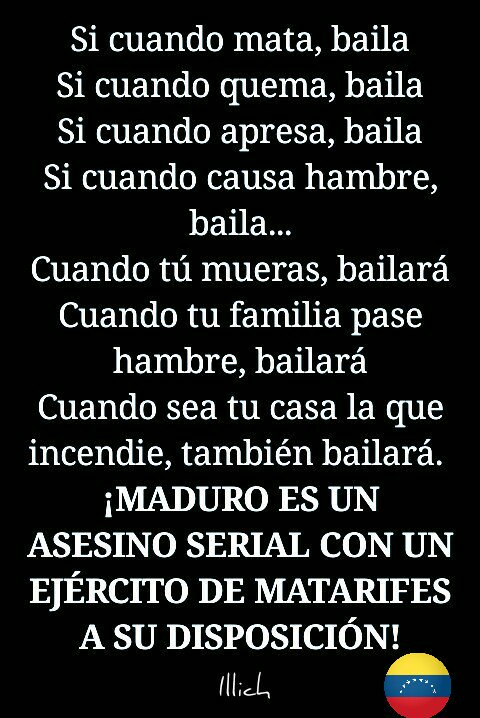 Si cuando mata, baila
Si cuando quema, baila
Si cuando apresa, baila
Si cuando causa hambre,
baila...
Cuando tú mueras, bailará
Cuando tu familia pase
hambre, bailará
Cuando sea tu casa la que
incendie, también bailará.
¡MADURO ES UN
ASESINO SERIAL CON UN
EJÉRCITO DE MATARIFES
A SU DISPOSICIÓN!
Illich